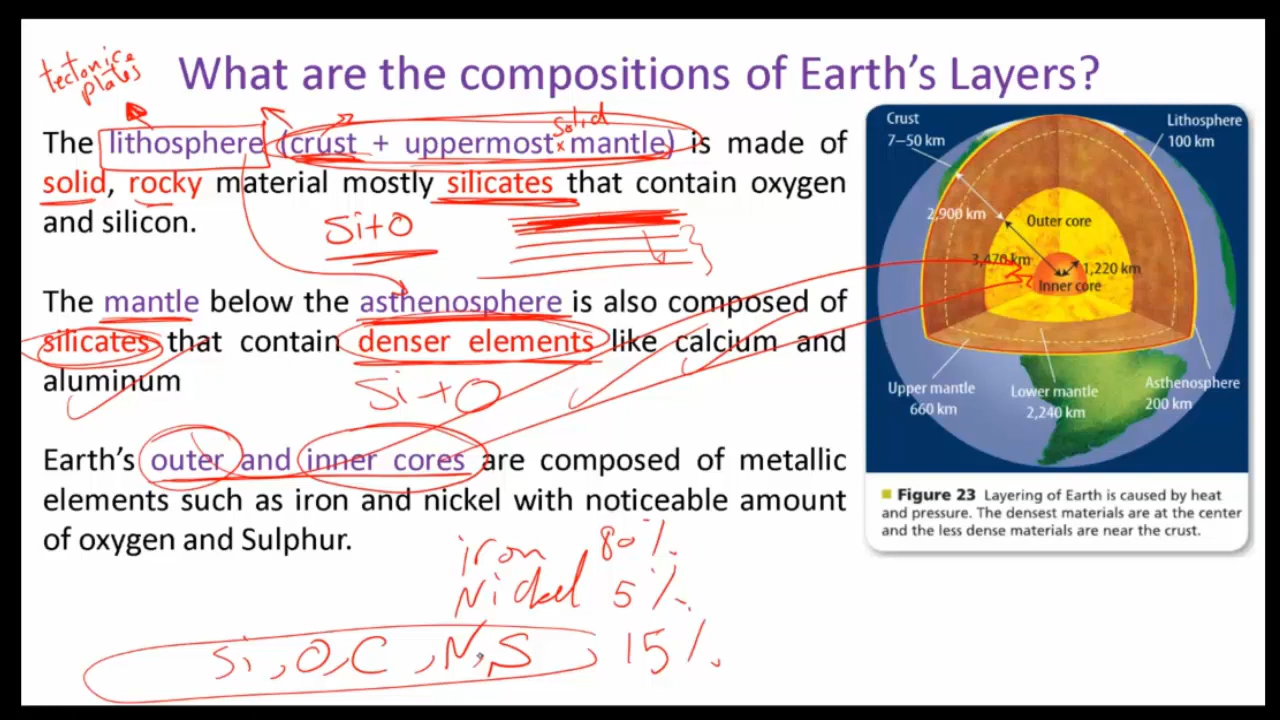 tectonic
plates
What are the compositions of Earth's Layers?
solid
The lithosphere (crust + uppermost mantle) is made of
solid, rocky material mostly silicates that contain oxygen
and silicon.
Si+O
The mantle below the asthenosphere is also composed of
silicates that contain denser elements like calcium and
aluminum
Si+O
Earth's outer and inner cores are composed of metallic
elements such as iron and nickel with noticeable amount
of oxygen and Sulphur.
iron 80%
Nickel 5%
Si, O, C, N, S 15%
Crust
7–50 km
Lithosphere
100 km
2,900 km
Outer core
3,470 km
1,220 km
Inner core
Upper mantle
660 km
Lower mantle
2,240 km
Asthenosphere
200 km
Figure 23 Layering of Earth is caused by heat
and pressure. The densest materials are at the center
and the less dense materials are near the crust.